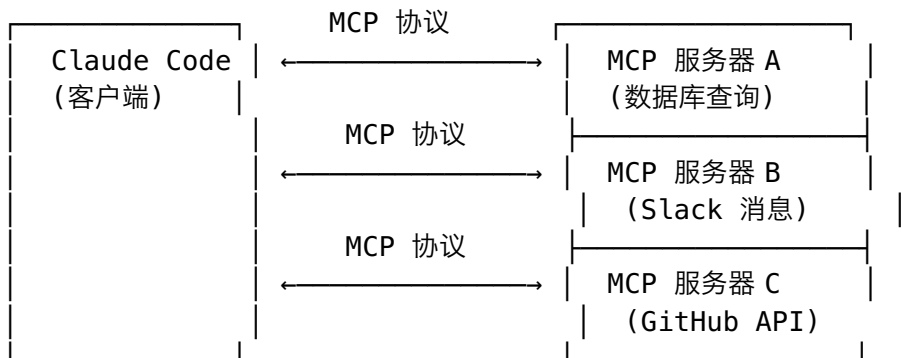 MCP 协议
Claude Code
MCP 服务器 A
(客户端)
(数据库查询)
MCP 协议
MCP 服务器 B
(Slack 消息)
MCP 协议
MCP 服务器 C
(GitHub API)